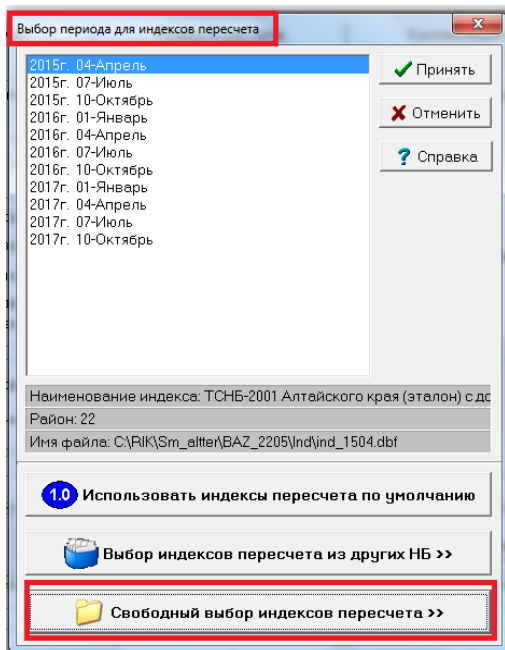 Выбор периода для индексов пересчета
2015г. 04-Апрель
2015г. 07-Июль
2015г. 10-Октябрь
2016г. 01-Январь
2016г. 04-Апрель
2016г. 07-Июль
2016г. 10-Октябрь
2017г. 01-Январь
2017г. 04-Апрель
2017г. 07-Июль
2017г. 10-Октябрь
Принять
Отменить
? Справка
Наименование индекса: ТСНБ-2001 Алтайского края (эталон) с до
Район: 22
Имя файла: C:\RIK\Sm_altter\BAZ_2205\Ind\ind_1504.dbf
1.0 Использовать индексы пересчета по умолчанию
Выбор индексов пересчета из других НБ >>
Свободный выбор индексов пересчета >>